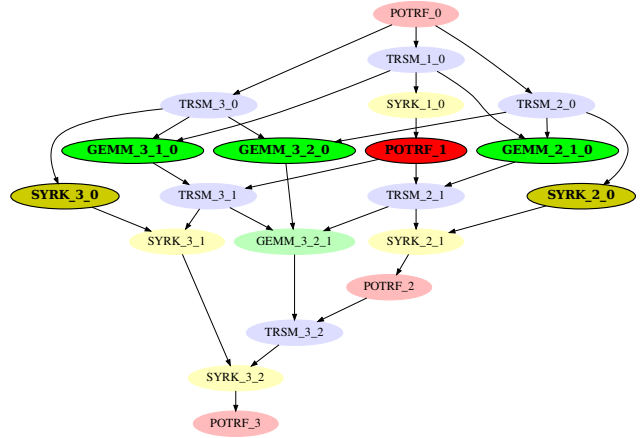 POTRF_0
TRSM_1_0
TRSM_3_0
SYRK_1_0
TRSM_2_0
GEMM_3_1_0
GEMM_3_2_0
POTRF_1
GEMM_2_1_0
SYRK_3_0
TRSM_3_1
TRSM_2_1
SYRK_2_0
SYRK_3_1
GEMM_3_2_1
SYRK_2_1
POTRF_2
TRSM_3_2
SYRK_3_2
POTRF_3